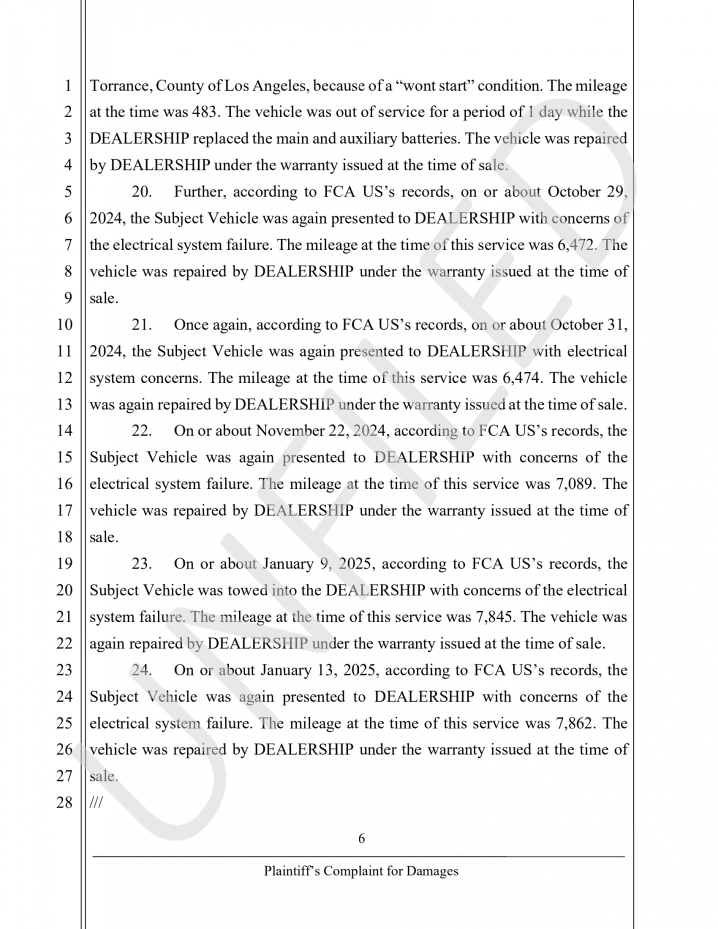 1 Torrance, County of Los Angeles, because of a “wont start” condition. The mileage
2 at the time was 483. The vehicle was out of service for a period of 1 day while the
3 DEALERSHIP replaced the main and auxiliary batteries. The vehicle was repaired
4 by DEALERSHIP under the warranty issued at the time of sale.
5 20. Further, according to FCA US’s records, on or about October 29,
6 2024, the Subject Vehicle was again presented to DEALERSHIP with concerns of
7 the electrical system failure. The mileage at the time of this service was 6,472. The
8 vehicle was repaired by DEALERSHIP under the warranty issued at the time of
9 sale.
10 21. Once again, according to FCA US’s records, on or about October 31,
11 2024, the Subject Vehicle was again presented to DEALERSHIP with electrical
12 system concerns. The mileage at the time of this service was 6,474. The vehicle
13 was again repaired by DEALERSHIP under the warranty issued at the time of sale.
14 22. On or about November 22, 2024, according to FCA US’s records, the
15 Subject Vehicle was again presented to DEALERSHIP with concerns of the
16 electrical system failure. The mileage at the time of this service was 7,089. The
17 vehicle was repaired by DEALERSHIP under the warranty issued at the time of
18 sale.
19 23. On or about January 9, 2025, according to FCA US’s records, the
20 Subject Vehicle was towed into the DEALERSHIP with concerns of the electrical
21 system failure. The mileage at the time of this service was 7,845. The vehicle was
22 again repaired by DEALERSHIP under the warranty issued at the time of sale.
23 24. On or about January 13, 2025, according to FCA US’s records, the
24 Subject Vehicle was again presented to DEALERSHIP with concerns of the
25 electrical system failure. The mileage at the time of this service was 7,862. The
26 vehicle was repaired by DEALERSHIP under the warranty issued at the time of
27 sale.
28 ///
6
Plaintiff’s Complaint for Damages
UNFILED